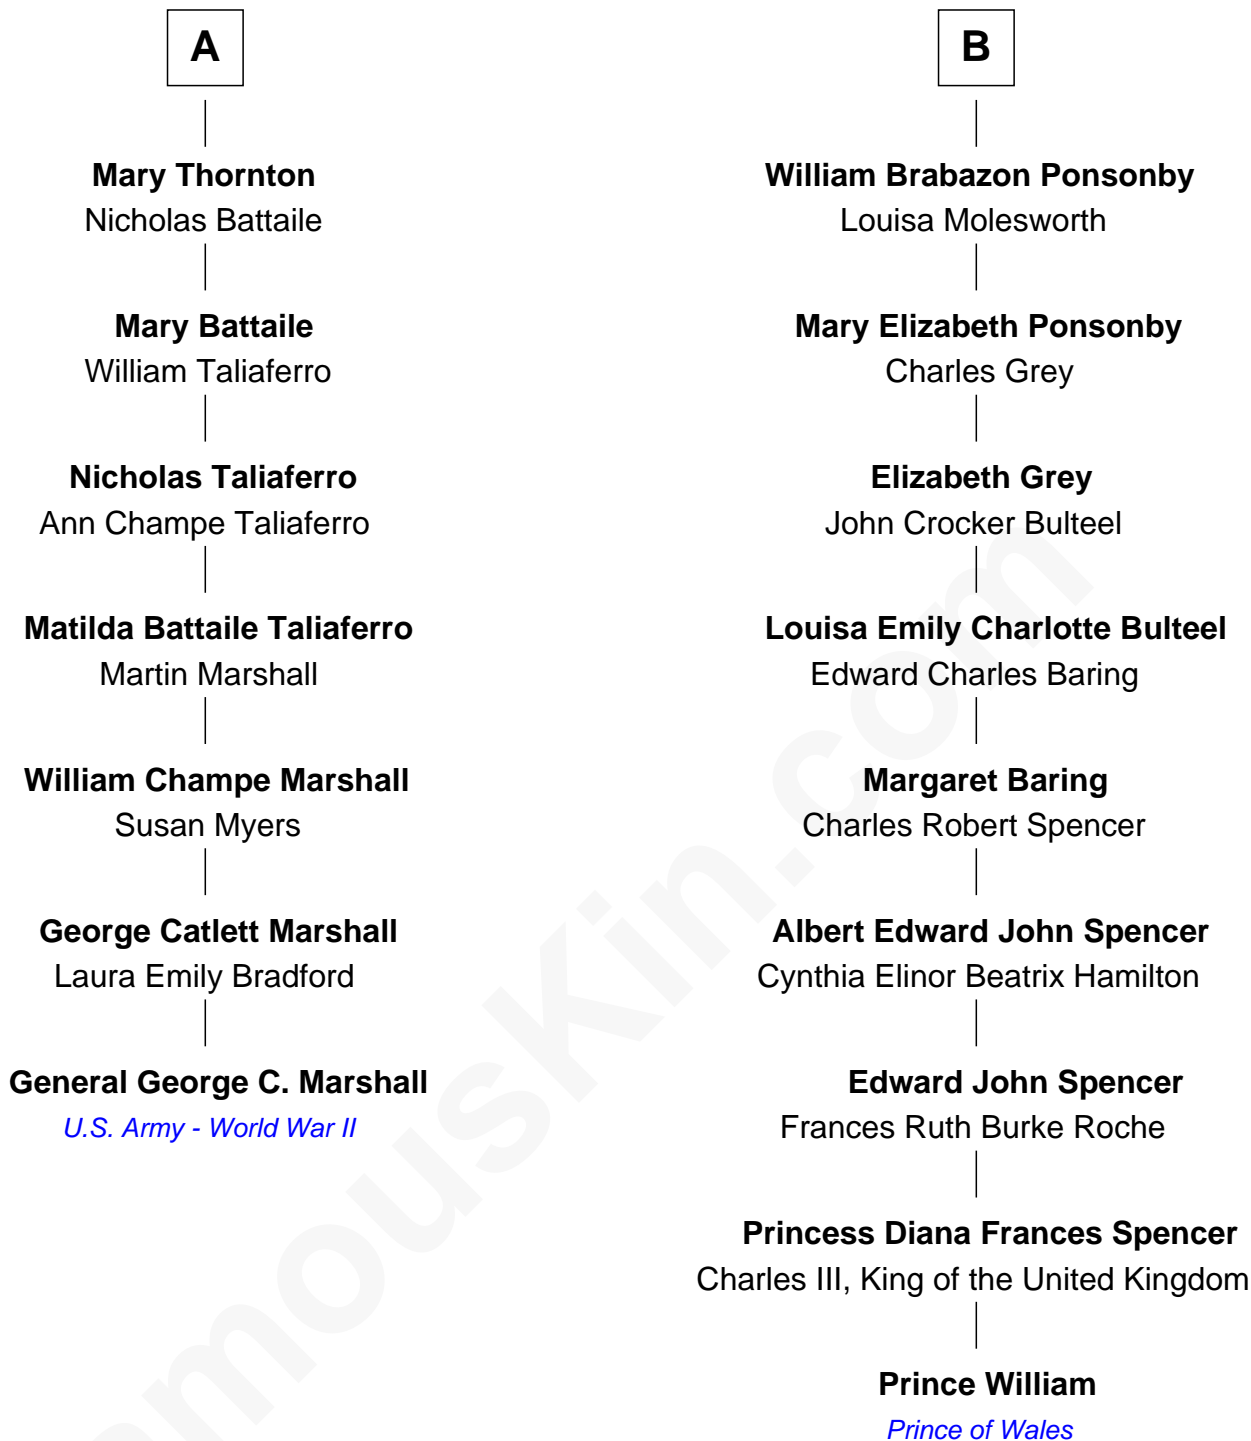 A
Mary Thornton
Nicholas Battaile
Mary Battaile
William Taliaferro
Nicholas Taliaferro
Ann Champe Taliaferro
Matilda Battaile Taliaferro
Martin Marshall
William Champe Marshall
Susan Myers
George Catlett Marshall
Laura Emily Bradford
General George C. Marshall
U.S. Army - World War II
B
William Brabazon Ponsonby
Louisa Molesworth
Mary Elizabeth Ponsonby
Charles Grey
Elizabeth Grey
John Crocker Bulteel
Louisa Emily Charlotte Bulteel
Edward Charles Baring
Margaret Baring
Charles Robert Spencer
Albert Edward John Spencer
Cynthia Elinor Beatrix Hamilton
Edward John Spencer
Frances Ruth Burke Roche
Princess Diana Frances Spencer
Charles III, King of the United Kingdom
Prince William
Prince of Wales
amousKin.com